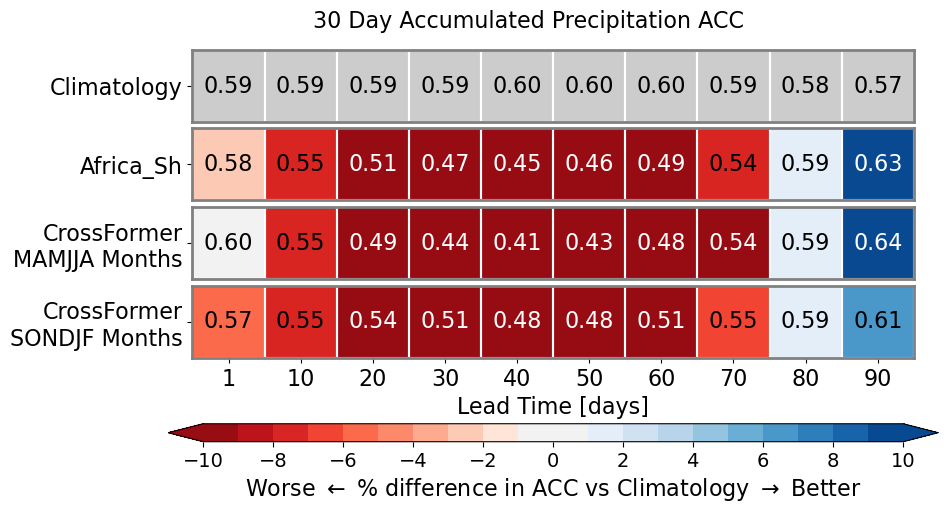 30 Day Accumulated Precipitation ACC
Climatology 0.59 0.59 0.59 0.59 0.60 0.60 0.60 0.59 0.58 0.57
Africa_Sh 0.58 0.55 0.51 0.47 0.45 0.46 0.49 0.54 0.59 0.63
CrossFormer
MAMJJA Months 0.60 0.55 0.49 0.44 0.41 0.43 0.48 0.54 0.59 0.64
CrossFormer
SONDJF Months 0.57 0.55 0.54 0.51 0.48 0.48 0.51 0.55 0.59 0.61
1 10 20 30 40 50 60 70 80 90
Lead Time [days]
−10 −8 −6 −4 −2 0 2 4 6 8 10
Worse ← % difference in ACC vs Climatology → Better